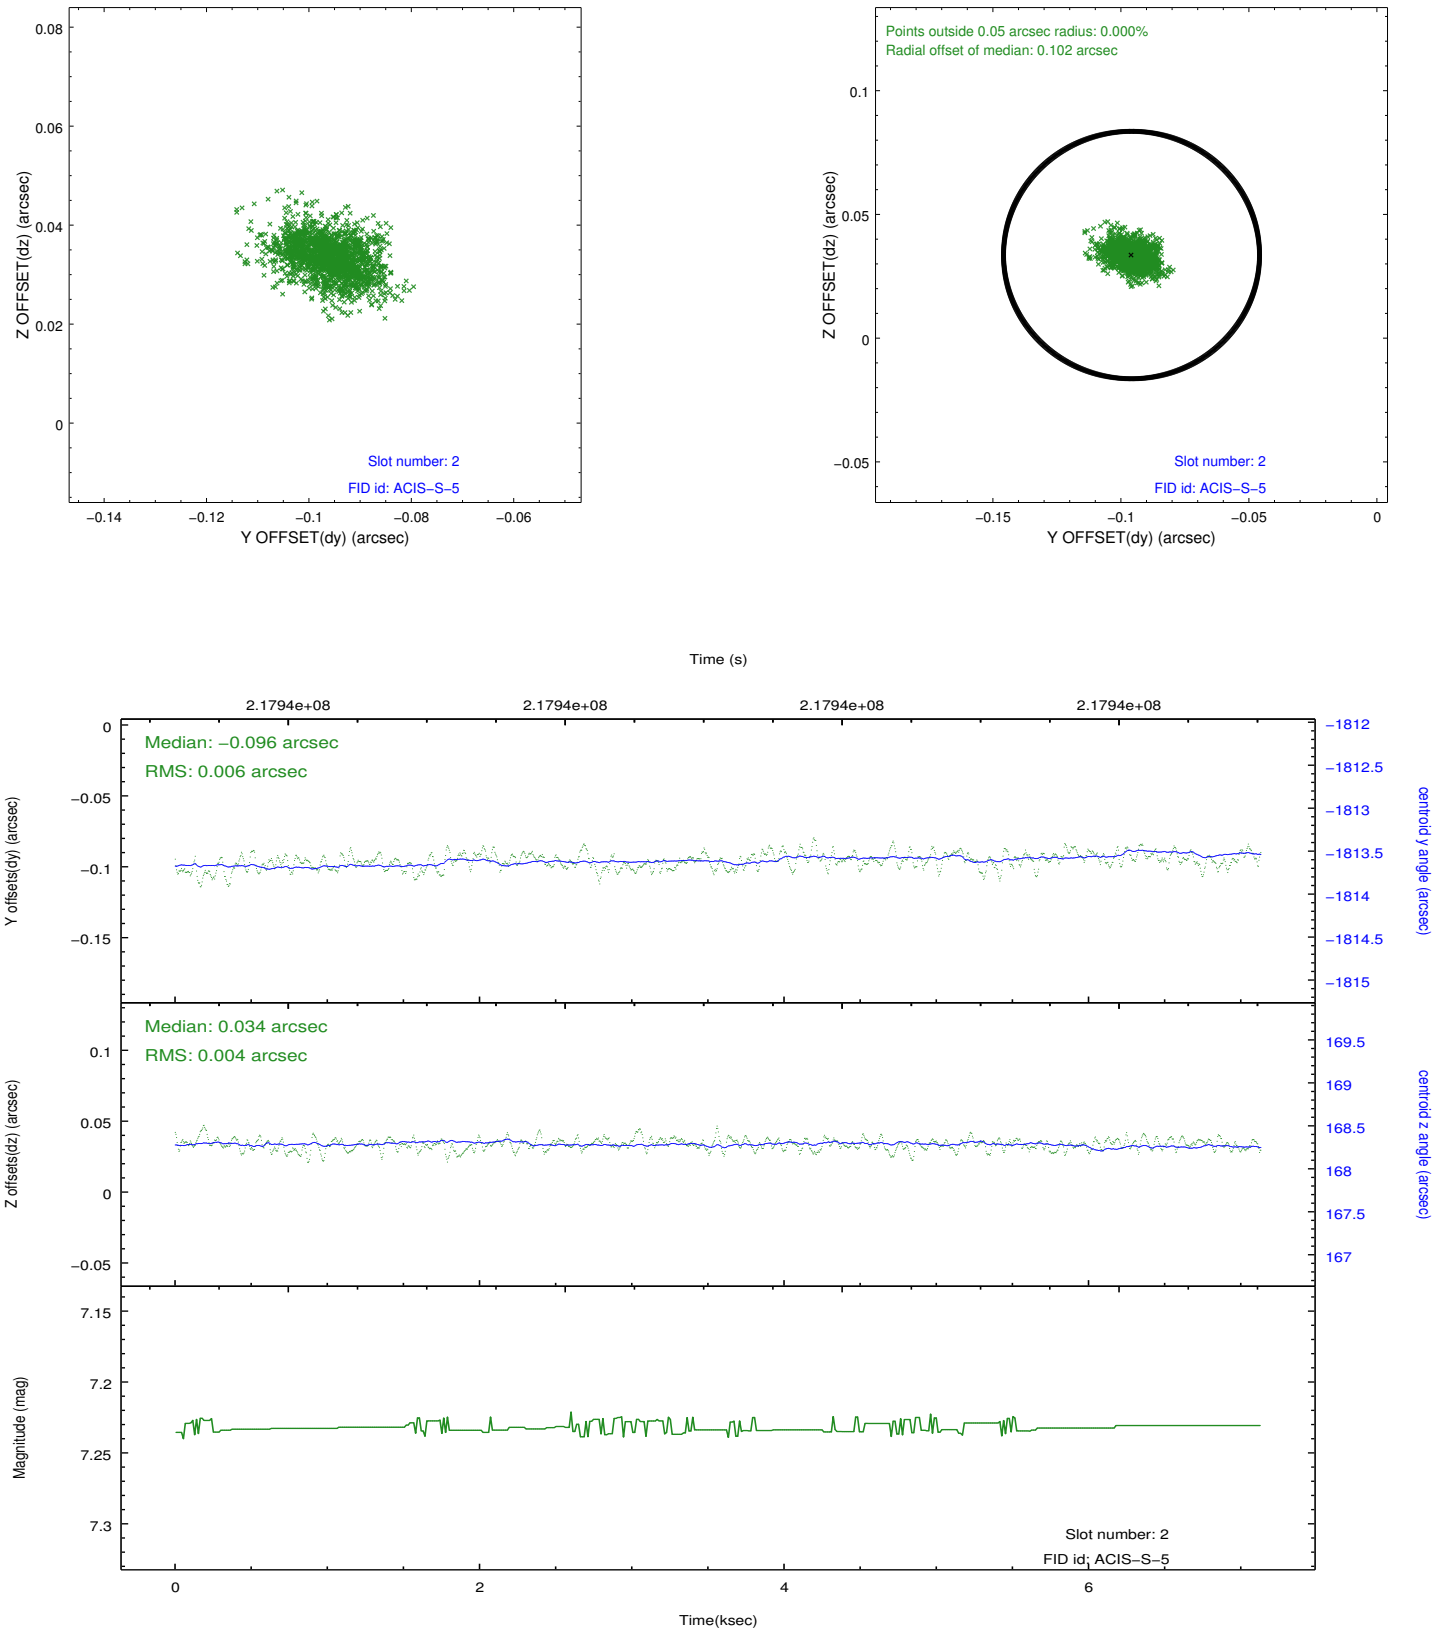 0.08
0.06
0.04
0.02
0
Z OFFSET(dz) (arcsec)
Slot number: 2
FID id: ACIS−S−5
−0.14 −0.12 −0.1 −0.08 −0.06
Y OFFSET(dy) (arcsec)
Points outside 0.05 arcsec radius: 0.000%
Radial offset of median: 0.102 arcsec
0.1
0.05
0
−0.05
Z OFFSET(dz) (arcsec)
Slot number: 2
FID id: ACIS−S−5
−0.15 −0.1 −0.05 0
Y OFFSET(dy) (arcsec)
Time (s)
2.1794e+08 2.1794e+08 2.1794e+08 2.1794e+08
Median: −0.096 arcsec
RMS: 0.006 arcsec
0
−0.05
−0.1
−0.15
Y offsets(dy) (arcsec)
−1812
−1812.5
−1813
−1813.5
−1814
−1814.5
−1815
centroid y angle (arcsec)
Median: 0.034 arcsec
RMS: 0.004 arcsec
0.1
0.05
0
−0.05
Z offsets(dz) (arcsec)
169.5
169
168.5
168
167.5
167
centroid z angle (arcsec)
7.15
7.2
7.25
7.3
Magnitude (mag)
Slot number: 2
FID id: ACIS−S−5
0 2 4 6
Time(ksec)